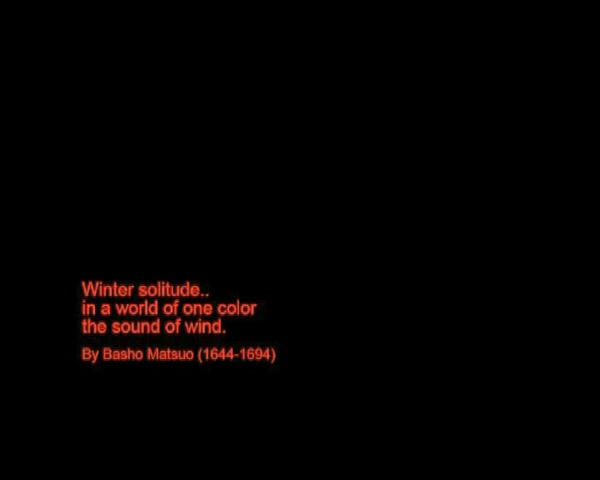 Winter solitude..
in a world of one color
the sound of wind.
By Basho Matsuo (1644-1694)